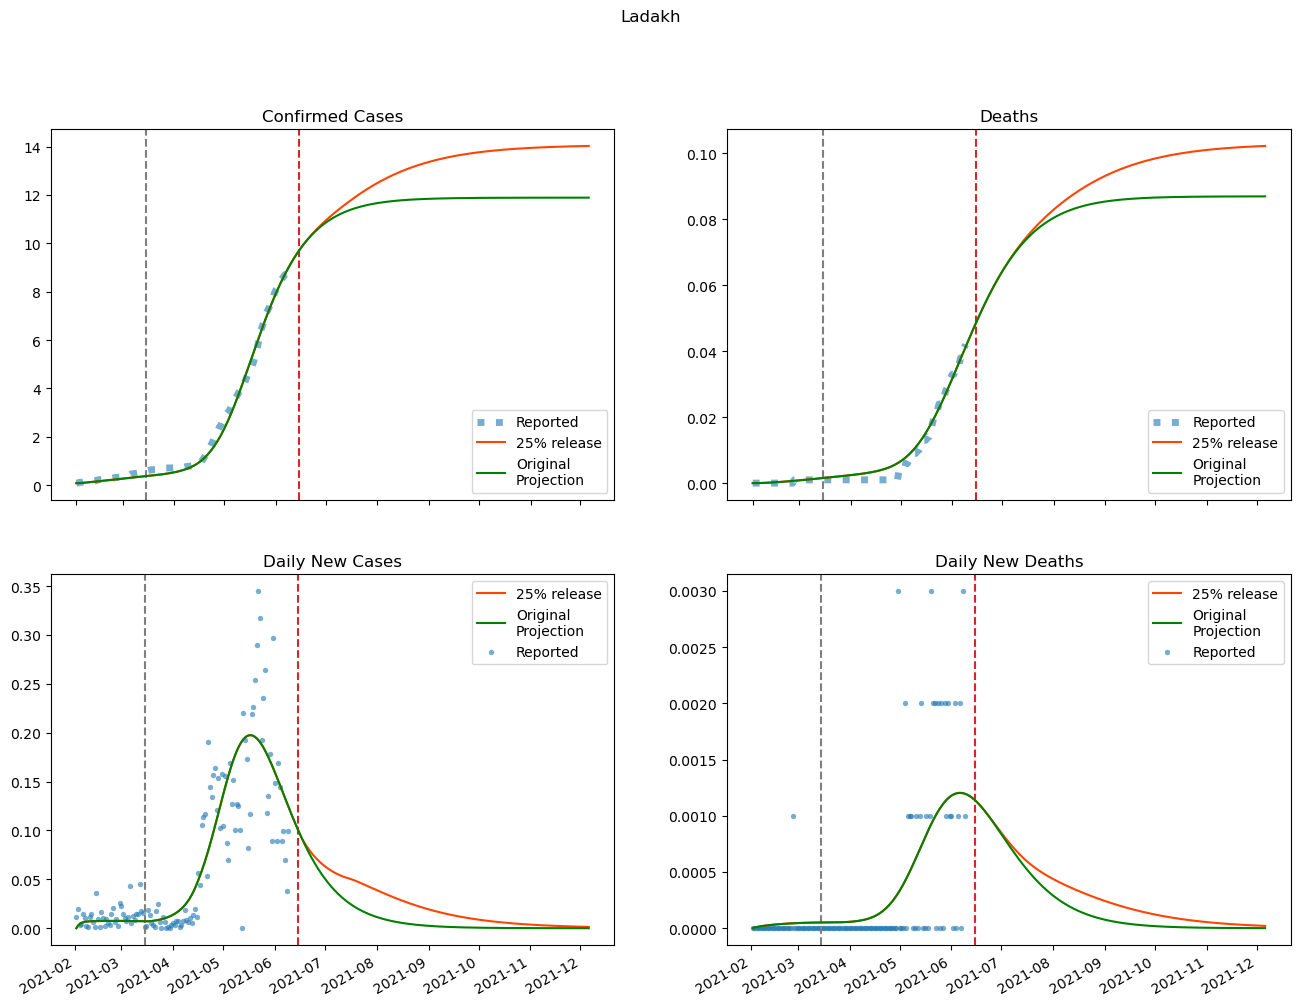 Ladakh
Confirmed Cases
14
12
10
8
6
4
2
0
Reported
25% release
Original
Projection
Deaths
0.10
0.08
0.06
0.04
0.02
0.00
Reported
25% release
Original
Projection
Daily New Cases
0.35
0.30
0.25
0.20
0.15
0.10
0.05
0.00
25% release
Original
Projection
Reported
2021-02
2021-03
2021-04
2021-05
2021-06
2021-07
2021-08
2021-09
2021-10
2021-11
2021-12
Daily New Deaths
0.0030
0.0025
0.0020
0.0015
0.0010
0.0005
0.0000
25% release
Original
Projection
Reported
2021-02
2021-03
2021-04
2021-05
2021-06
2021-07
2021-08
2021-09
2021-10
2021-11
2021-12